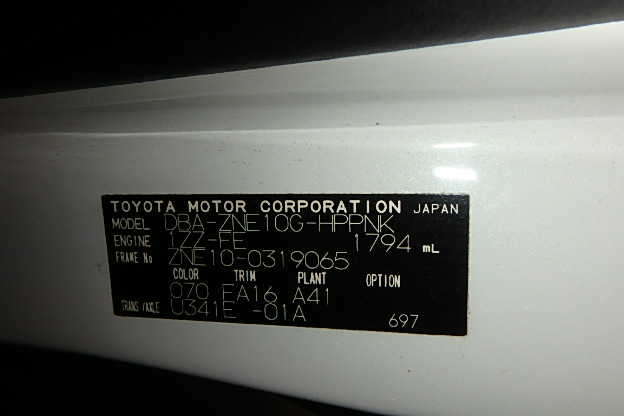 TOYOTA MOTOR CORPORATION JAPAN
MODEL DBA-ZNE10G-HPPNK
ENGINE 1ZZ-FE 1794 mL
FRAME No ZNE10-0319065
COLOR TRIM PLANT OPTION
070 FA16 A41
TRANS/AXLE U341E -01A
697